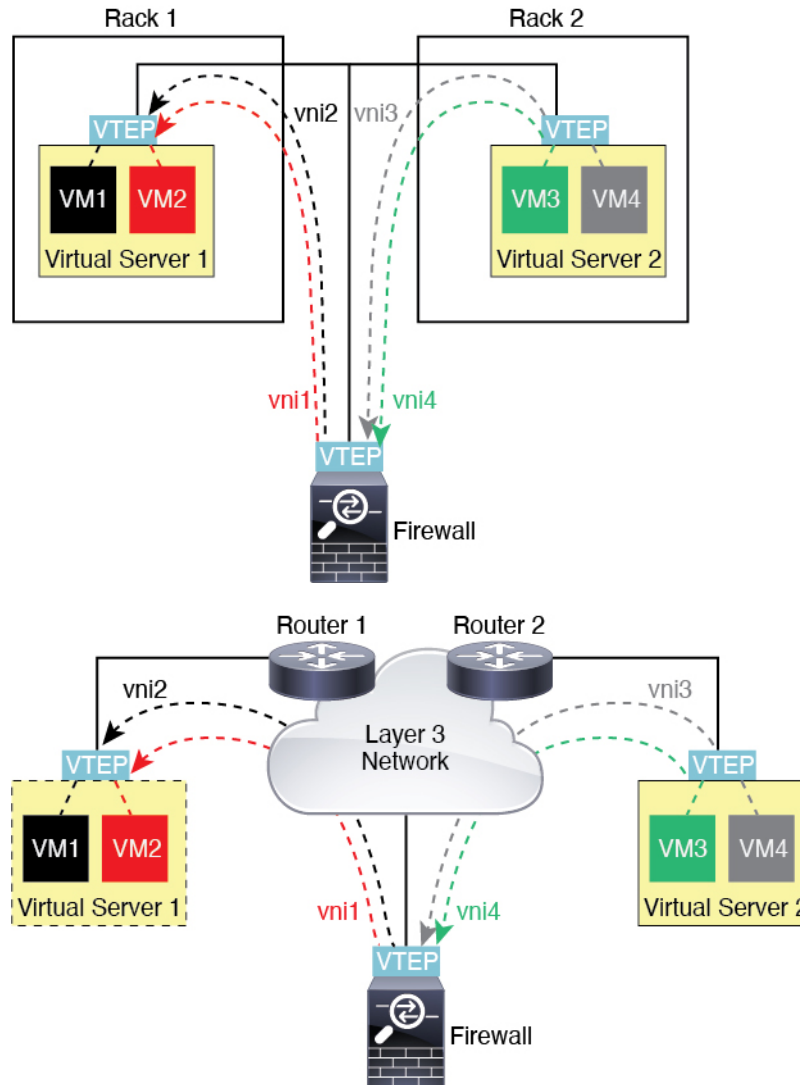 Rack 1
Rack 2
vni2
vni3
VTEP
VTEP
VM1
VM2
VM3
VM4
Virtual Server 1
Virtual Server 2
vni1
vni4
VTEP
Firewall
Router 1
Router 2
vni2
vni3
Layer 3
Network
VTEP
VTEP
VM1
VM2
VM3
VM4
Virtual Server 1
Virtual Server 2
vni1
vni4
VTEP
Firewall